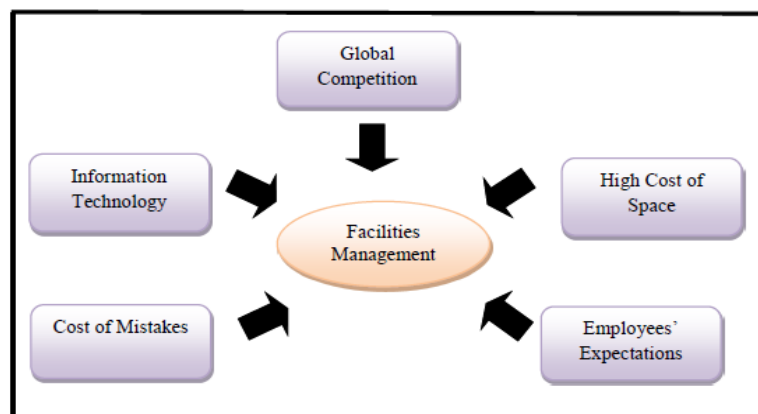 Global
Competition
Information
Technology
High Cost of
Space
Facilities
Management
Cost of Mistakes
Employees’
Expectations